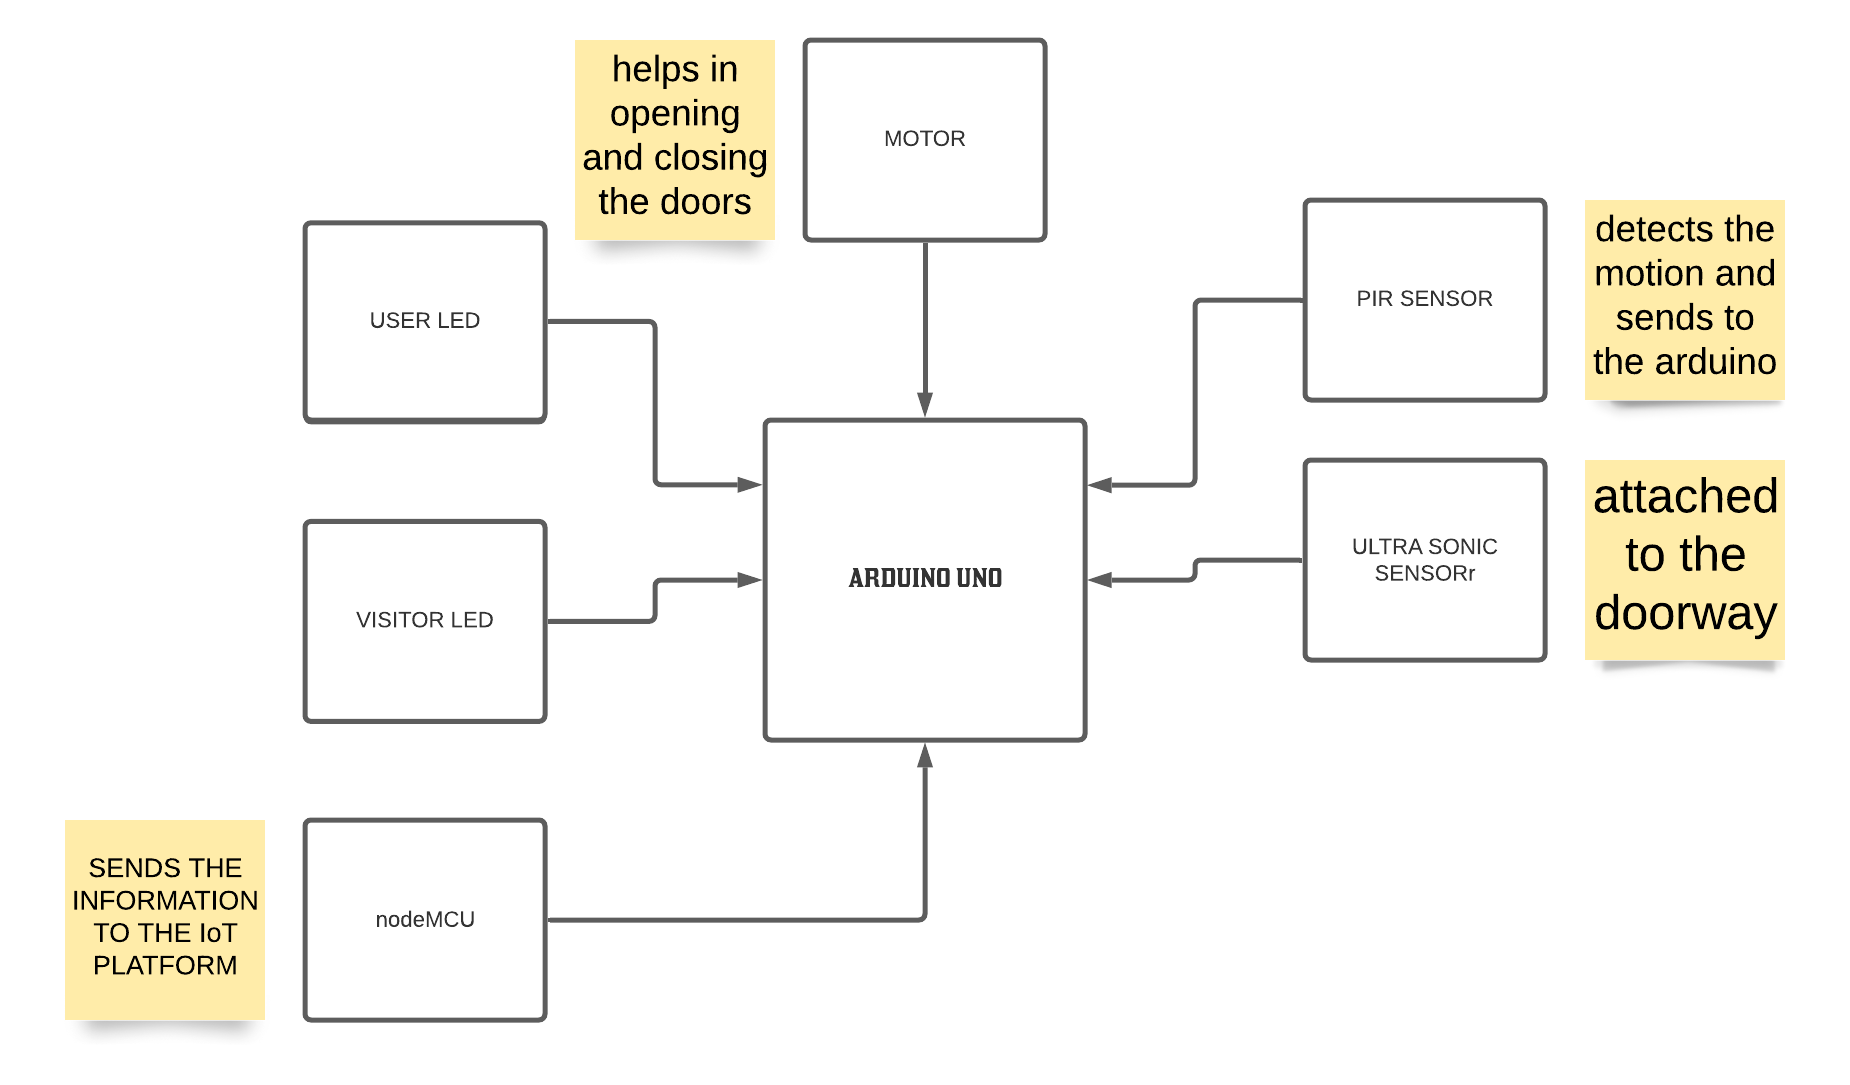 helps in
opening
and closing
the doors
MOTOR
USER LED
PIR SENSOR
detects the
motion and
sends to
the arduino
VISITOR LED
ARDUINO UNO
ULTRA SONIC
SENSORr
attached
to the
doorway
SENDS THE
INFORMATION
TO THE IoT
PLATFORM
nodeMCU